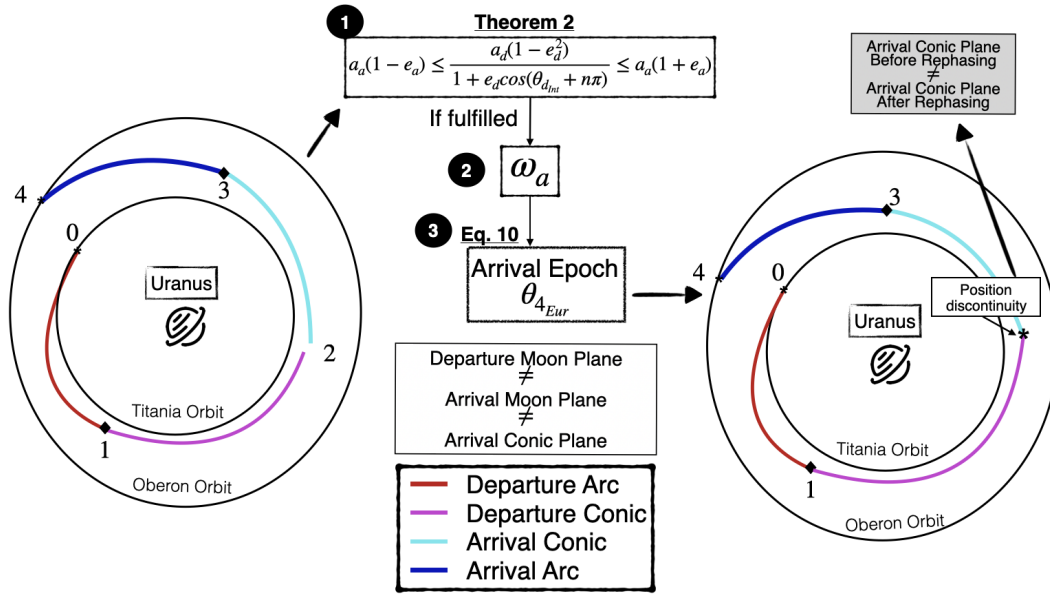 1
Theorem 2
a_a(1 − e_a) ≤ a_d(1 − e_d^2) / 1 + e_d cos(θ_{d_{Int}} + nπ) ≤ a_a(1 + e_a)
If fulfilled
2
ω_a
3
Eq. 10
Arrival Epoch
θ_{4_{Eur}}
Departure Moon Plane
≠
Arrival Moon Plane
≠
Arrival Conic Plane
Departure Arc
Departure Conic
Arrival Conic
Arrival Arc
4
3
0
Uranus
2
Titania Orbit
1
Oberon Orbit
Arrival Conic Plane
Before Rephasing
≠
Arrival Conic Plane
After Rephasing
3
4
0
Position
discontinuity
Uranus
*
Titania Orbit
1
Oberon Orbit